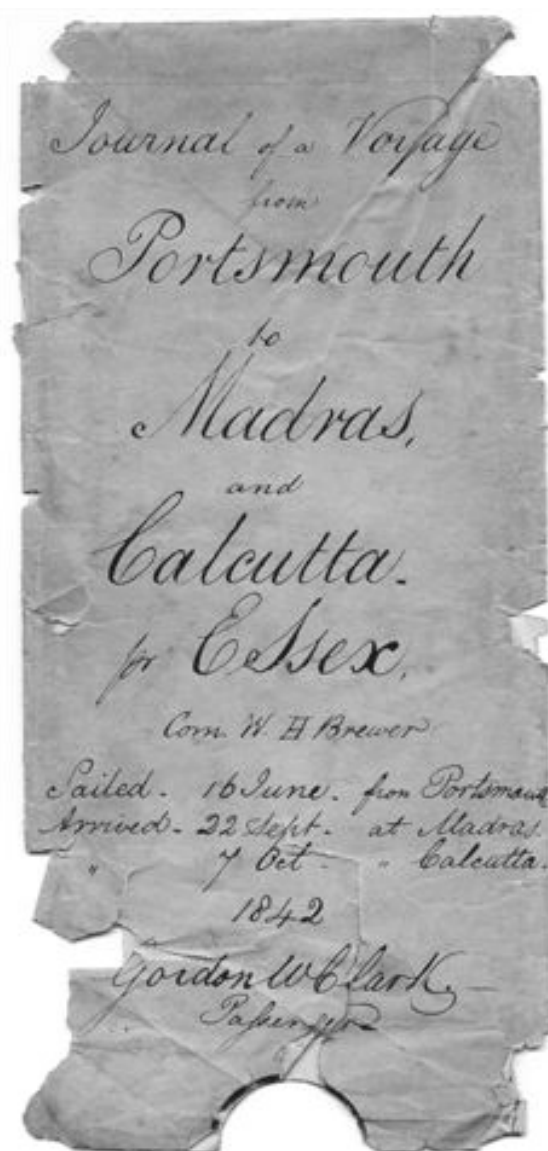 Journal of a Voyage
from
Portsmouth
to
Madras,
and
Calcutta.
pr Essex,
Com. W. H Brewer
Sailed. 16 June. from Portsmouth
Arrived. 22 Sept. at Madras.
" 7 Oct. " Calcutta.
1842
Gordon W Clark,
Passenger